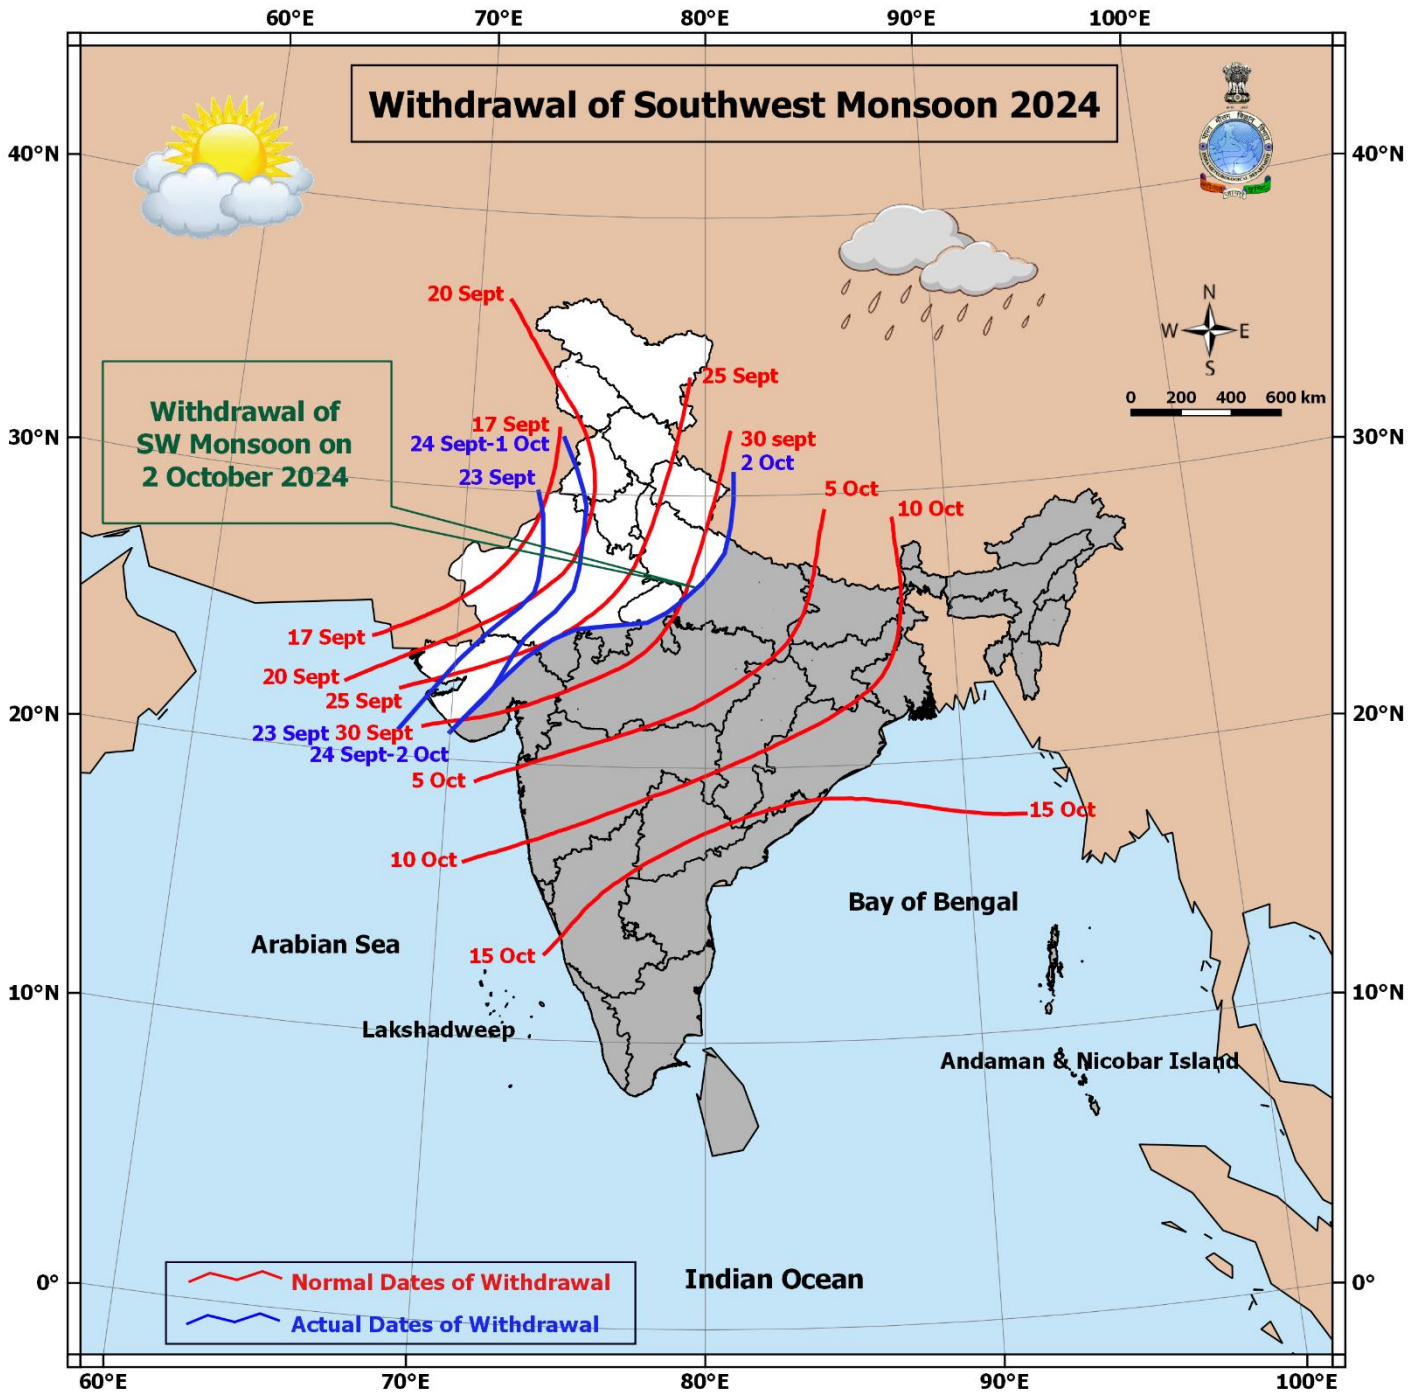 60°E 70°E 80°E 90°E 100°E
Withdrawal of Southwest Monsoon 2024
40°N 40°N
N
W E
S
20 Sept
0 200 400 600 km
25 Sept
Withdrawal of
SW Monsoon on
2 October 2024
17 Sept
24 Sept-1 Oct
30 sept
30°N 30°N
2 Oct
23 Sept
5 Oct
10 Oct
17 Sept
20 Sept
25 Sept
20°N 20°N
23 Sept 30 Sept
24 Sept-2 Oct
5 Oct
15 Oct
10 Oct
Bay of Bengal
Arabian Sea
15 Oct
10°N 10°N
Lakshadweep
Andaman & Nicobar Island
0° 0°
Indian Ocean
Normal Dates of Withdrawal
Actual Dates of Withdrawal
60°E 70°E 80°E 90°E 100°E